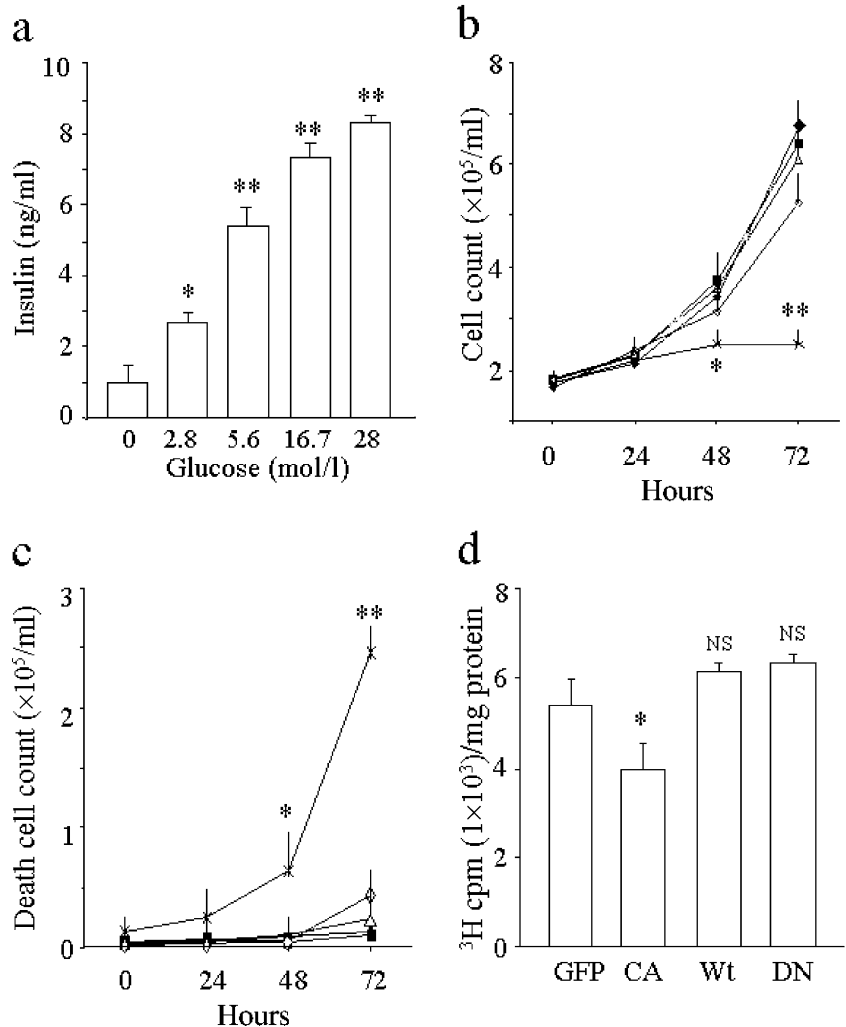 a
Insulin (ng/ml)
10
8
6
4
2
0
*
**
**
**
0 2.8 5.6 16.7 28
Glucose (mol/l)
b
Cell count (×10⁵/ml)
8
6
4
2
*
**
0 24 48 72
Hours
c
Death cell count (×10⁵/ml)
3
2
1
0
*
**
0 24 48 72
Hours
d
³H cpm (1×10³)/mg protein
8
6
4
2
0
*
NS
NS
GFP CA Wt DN